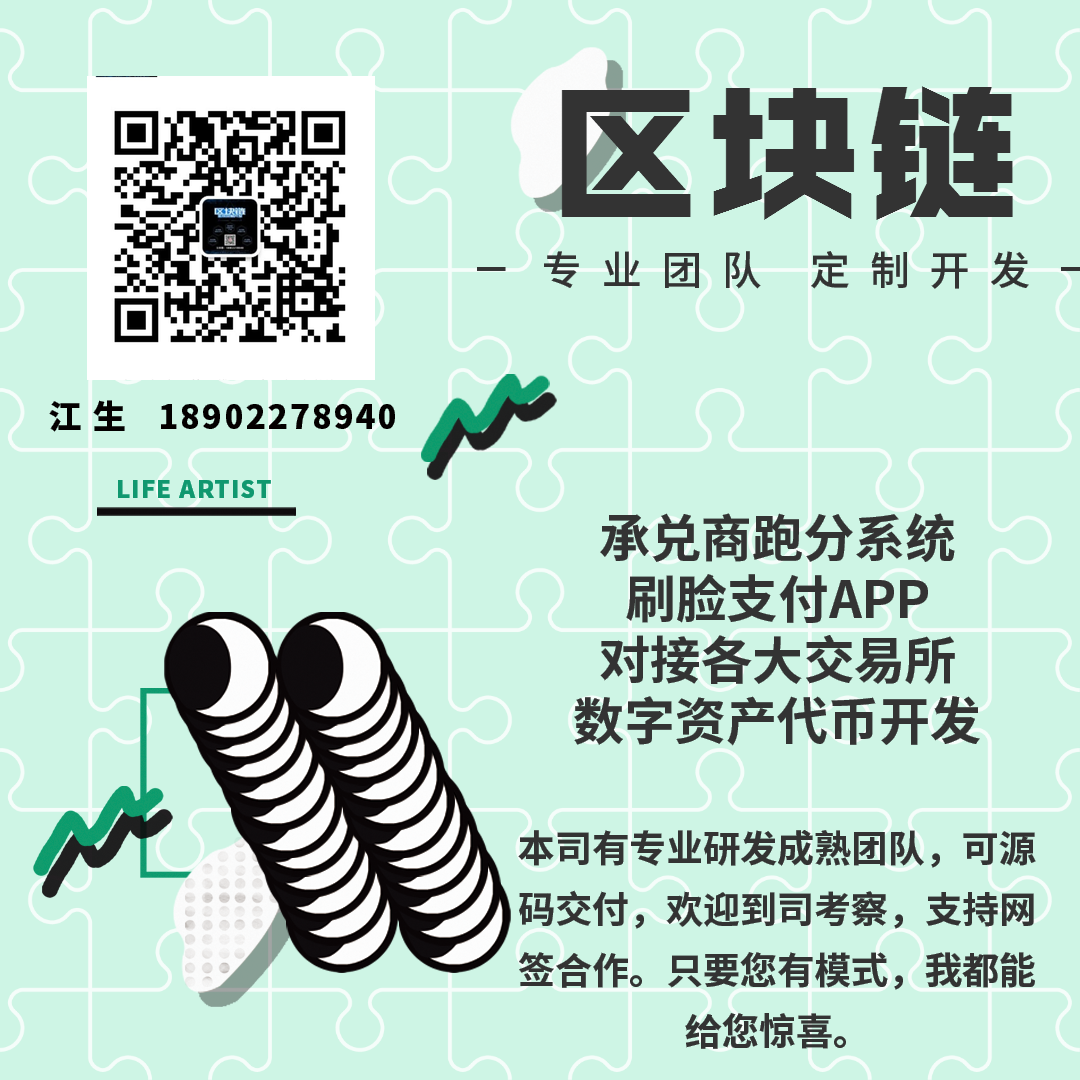 区块链
专业团队 定制开发
江生 18902278940
LIFE ARTIST
承兑商跑分系统
刷脸支付APP
对接各大交易所
数字资产代币开发
本司有专业研发成熟团队，可源
码交付，欢迎到司考察，支持网
签合作。只要您有模式，我都能
给您惊喜。
区块链